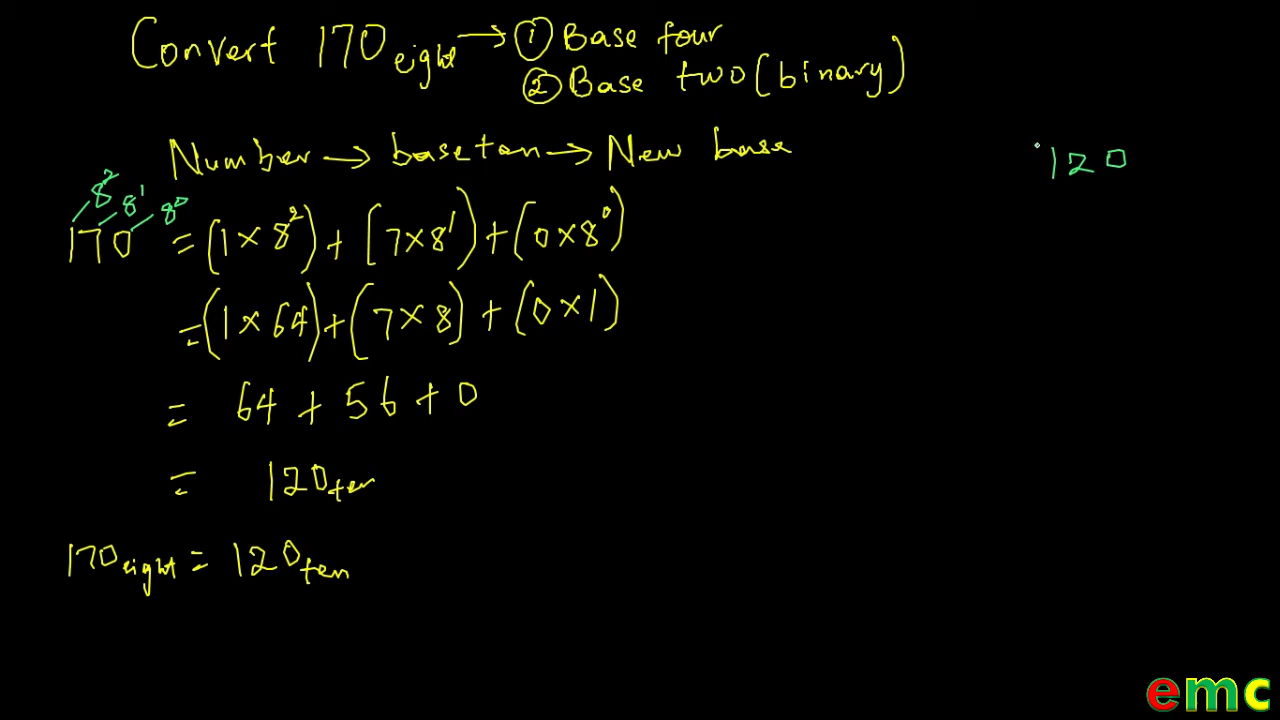 Convert 170eight → ① Base four
② Base two (binary)
Number → base ten → New base
120
8² 8¹ 8⁰
170 = (1 × 8²) + (7 × 8¹) + (0 × 8⁰)
= (1 × 64) + (7 × 8) + (0 × 1)
= 64 + 56 + 0
= 120ten
170eight = 120ten
emc